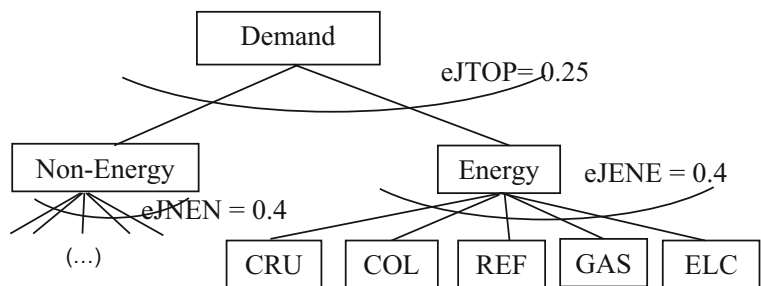 Demand
eJTOP= 0.25
Non-Energy
Energy
eJENE = 0.4
eJNEN = 0.4
(...)
CRU
COL
REF
GAS
ELC